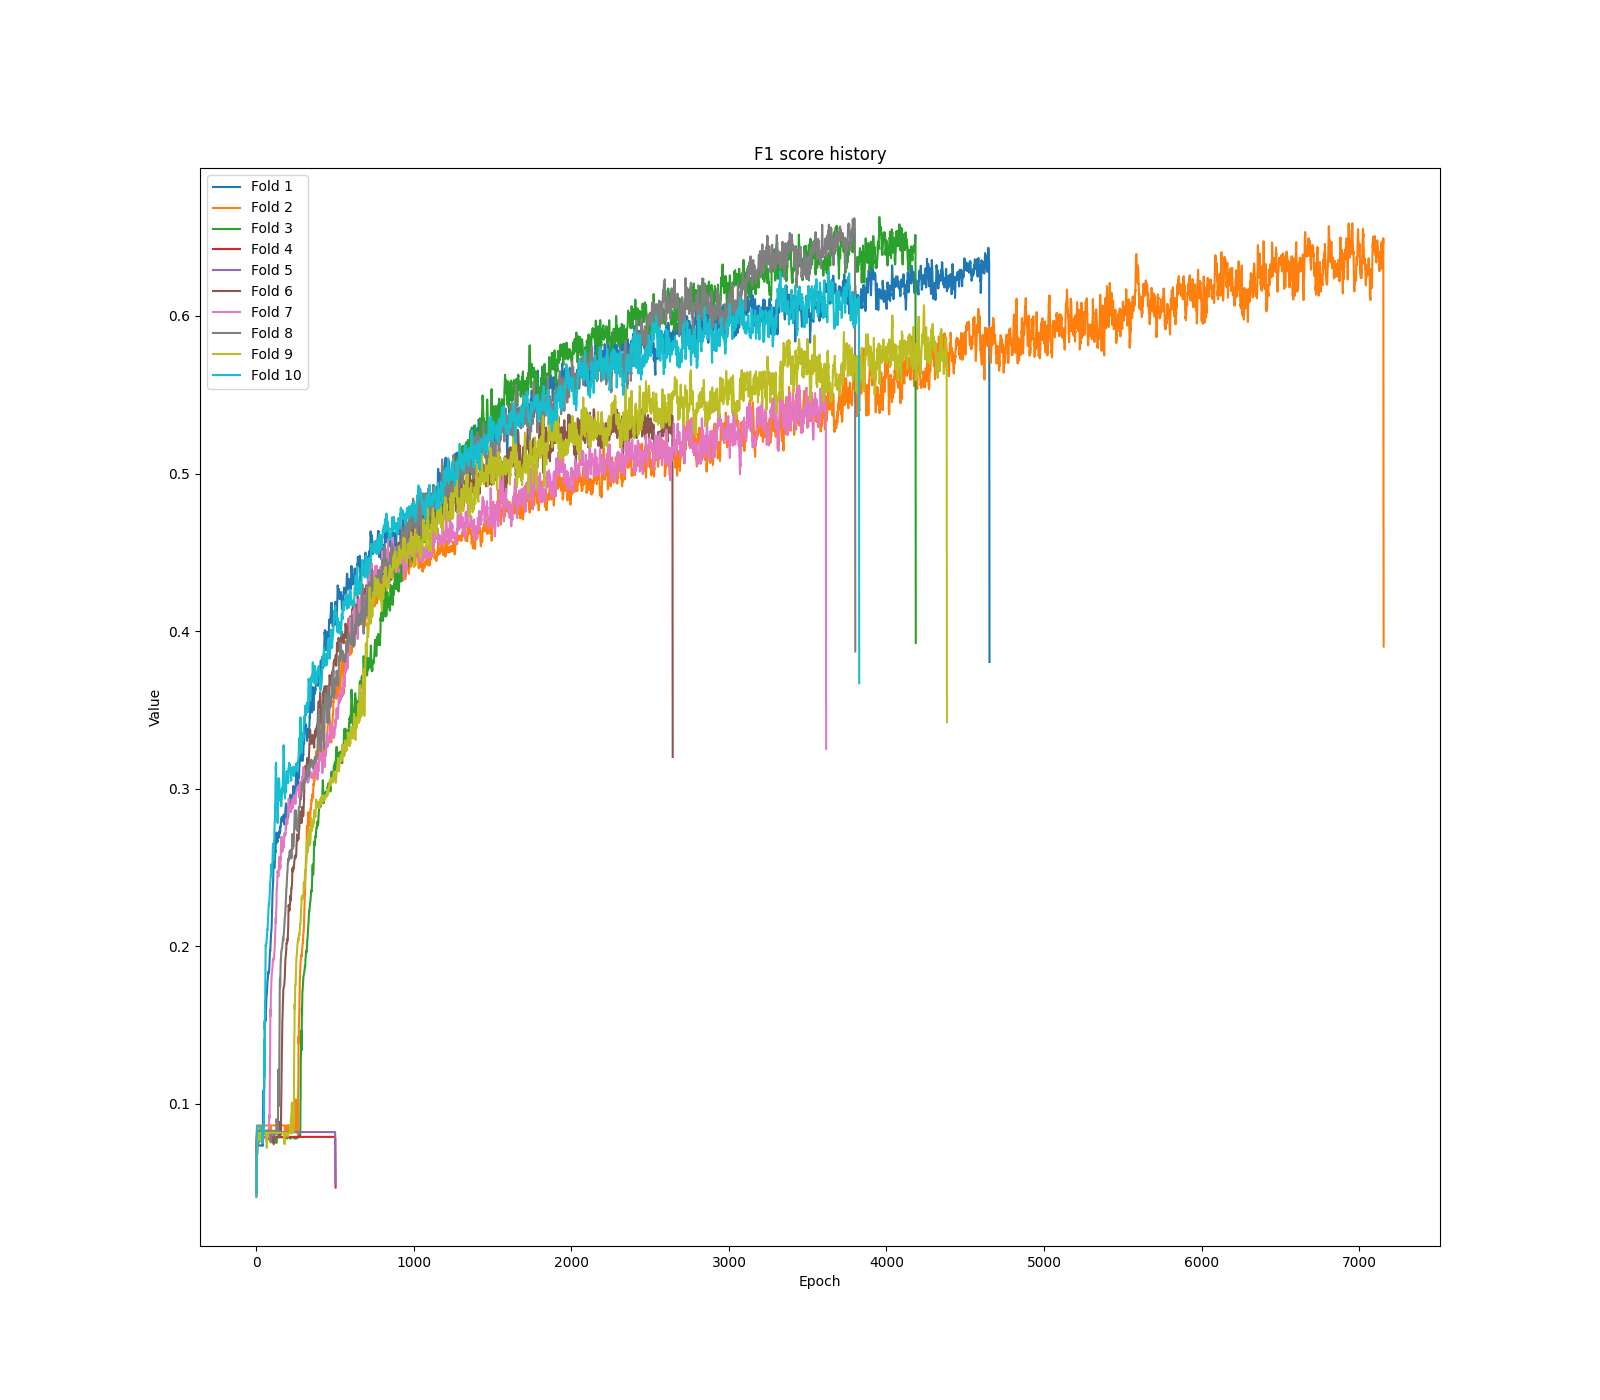 F1 score history
Fold 1
Fold 2
Fold 3
Fold 4
Fold 5
Fold 6
Fold 7
Fold 8
Fold 9
Fold 10
0.6
0.5
0.4
0.3
0.2
0.1
Value
0 1000 2000 3000 4000 5000 6000 7000
Epoch